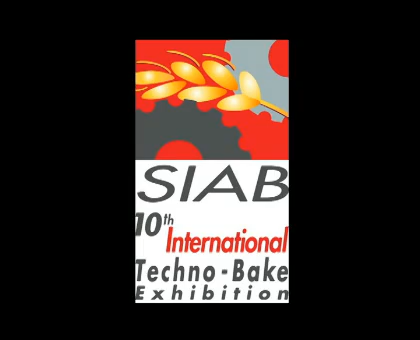 SIAB
10th
International
Techno-Bake
Exhibition